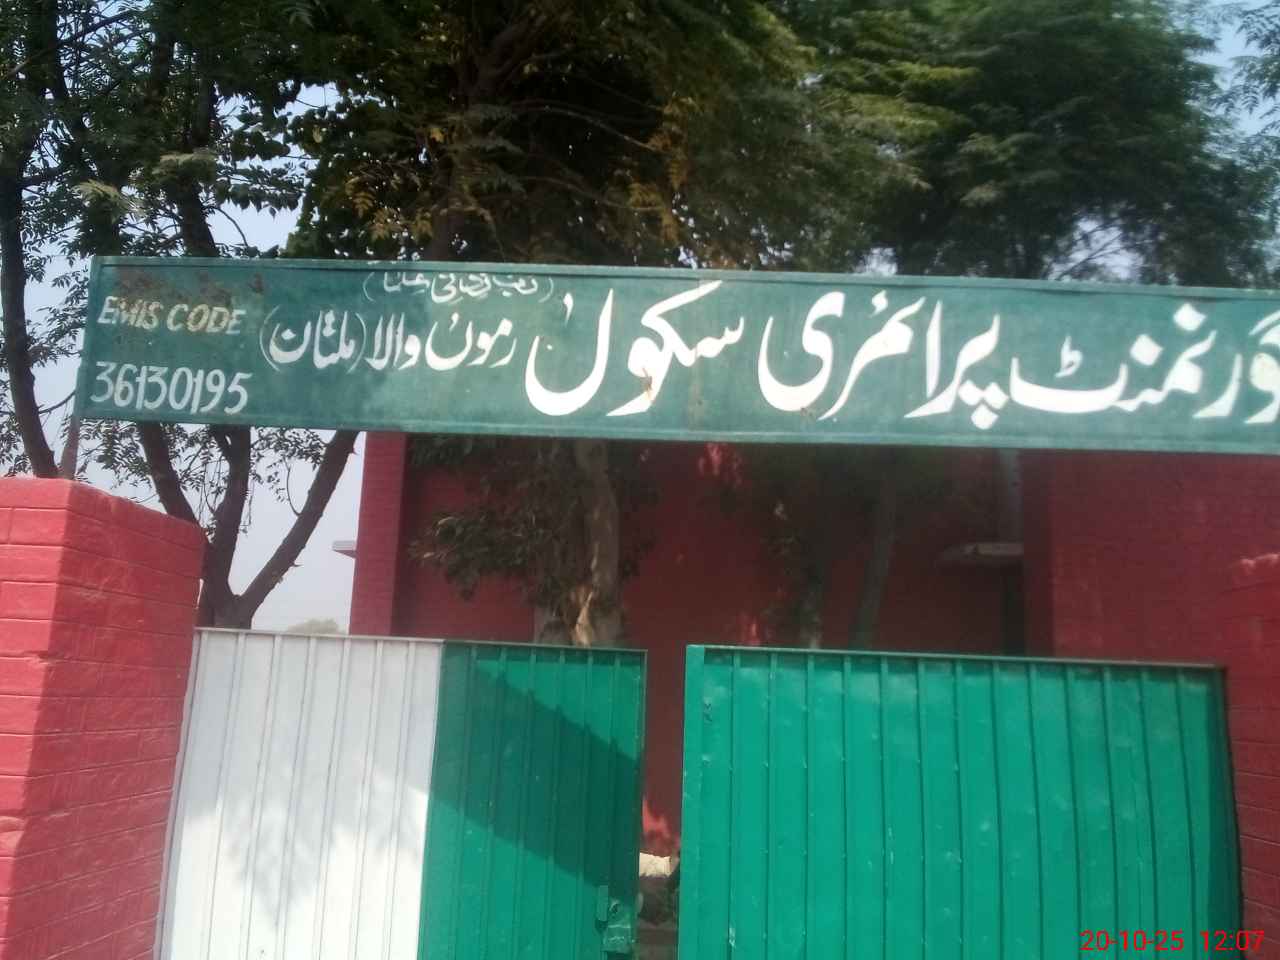 گورنمنٹ پرائمری سکول رموں والا (ملتان)
EMIS CODE
36130195
20-10-25 12:07